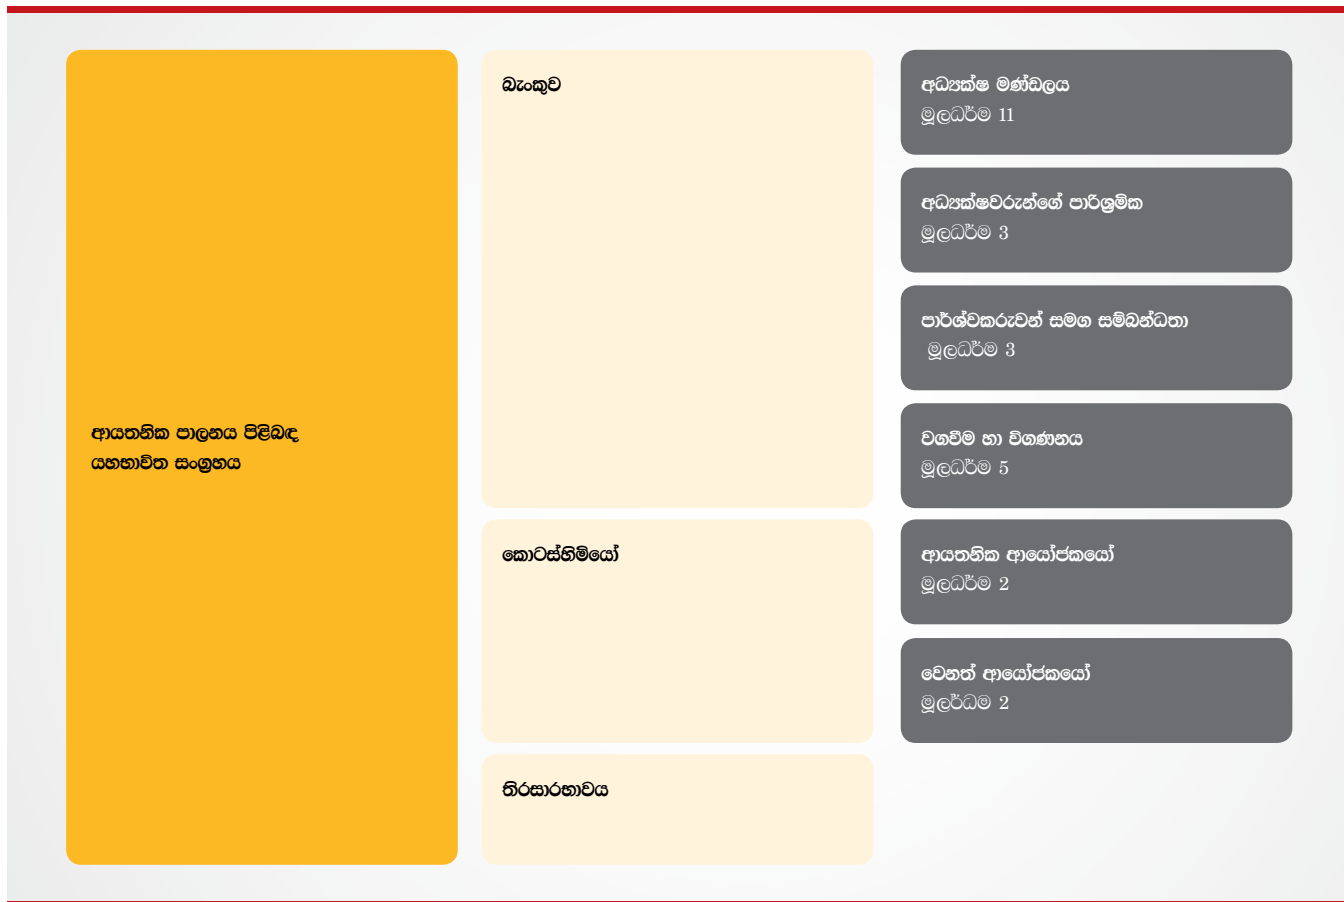 ආයතනික පාලනය පිළිබඳ
යහභාවිත සංග්‍රහය
බැංකුව
කොටස්හිමියෝ
තිරසාරභාවය
අධ්‍යක්ෂ මණ්ඩලය
මූලධර්ම 11
අධ්‍යක්ෂවරුන්ගේ පාරිශ්‍රමික
මූලධර්ම 3
පාර්ශ්වකරුවන් සමග සම්බන්ධතා
මූලධර්ම 3
වගවීම හා විගණනය
මූලධර්ම 5
ආයතනික ආයෝජකයෝ
මූලධර්ම 2
වෙනත් ආයෝජකයෝ
මූලර්ධම 2